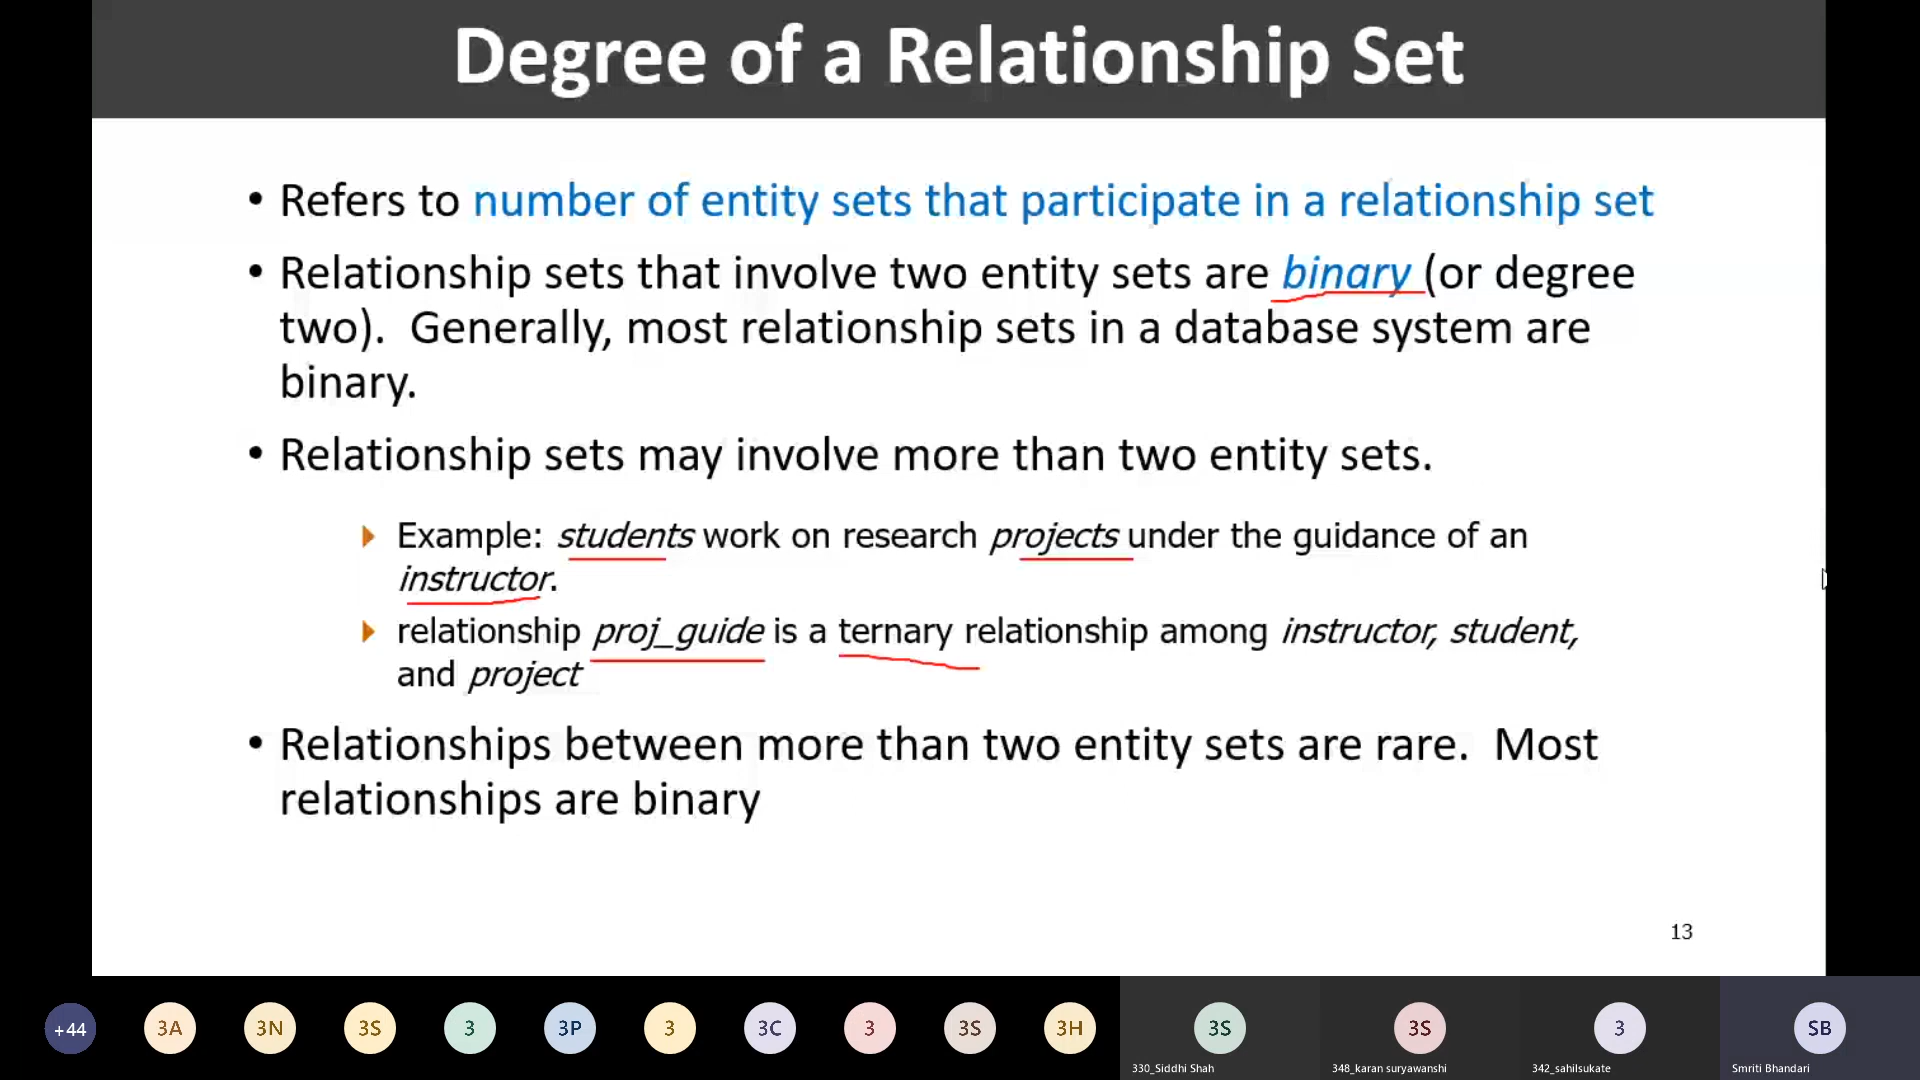 Degree of a Relationship Set
• Refers to number of entity sets that participate in a relationship set
• Relationship sets that involve two entity sets are binary (or degree
two).  Generally, most relationship sets in a database system are
binary.
• Relationship sets may involve more than two entity sets.
Example: students work on research projects under the guidance of an
instructor.
relationship proj_guide is a ternary relationship among instructor, student,
and project
• Relationships between more than two entity sets are rare.  Most
relationships are binary
13
+44 3A 3N 3S 3 3P 3 3C 3 3S 3H 3S 3S 3 SB
330_Siddhi Shah 348_karan suryawanshi 342_sahilsukate Smriti Bhandari